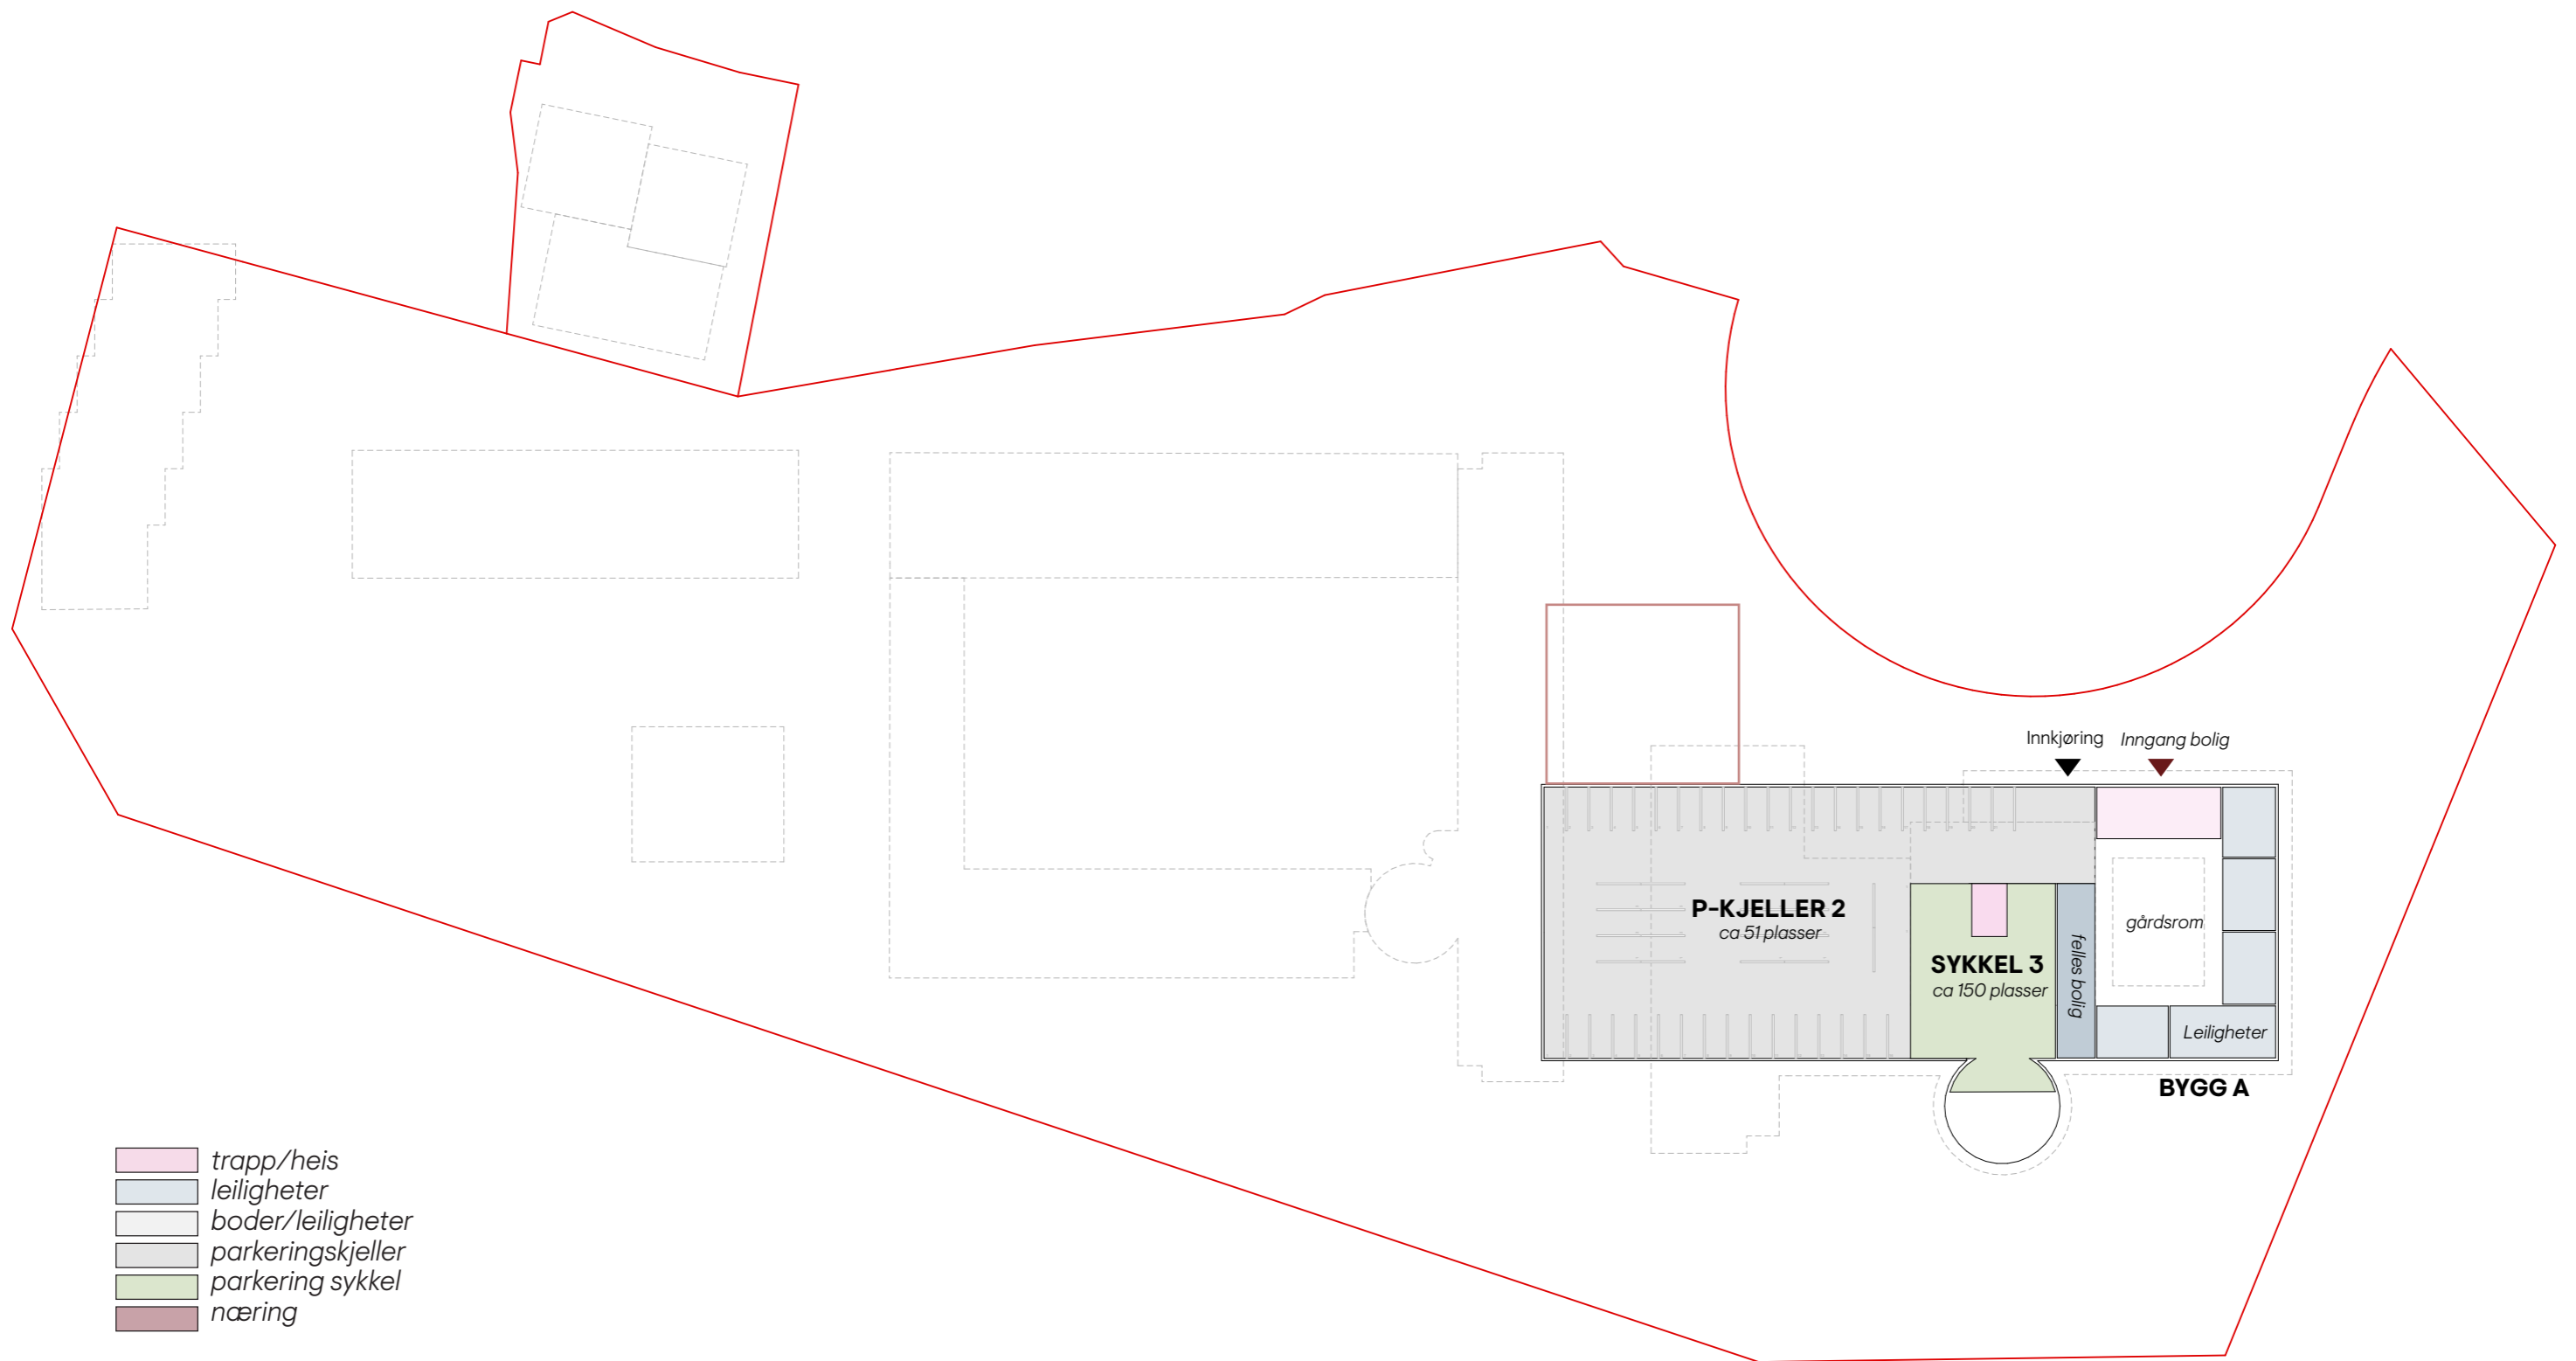 Innkjøring
Inngang bolig
P-KJELLER 2
ca 51 plasser
SYKKEL 3
ca 150 plasser
felles bolig
gårdsrom
Leiligheter
BYGG A
trapp/heis
leiligheter
boder/leiligheter
parkeringskjeller
parkering sykkel
næring